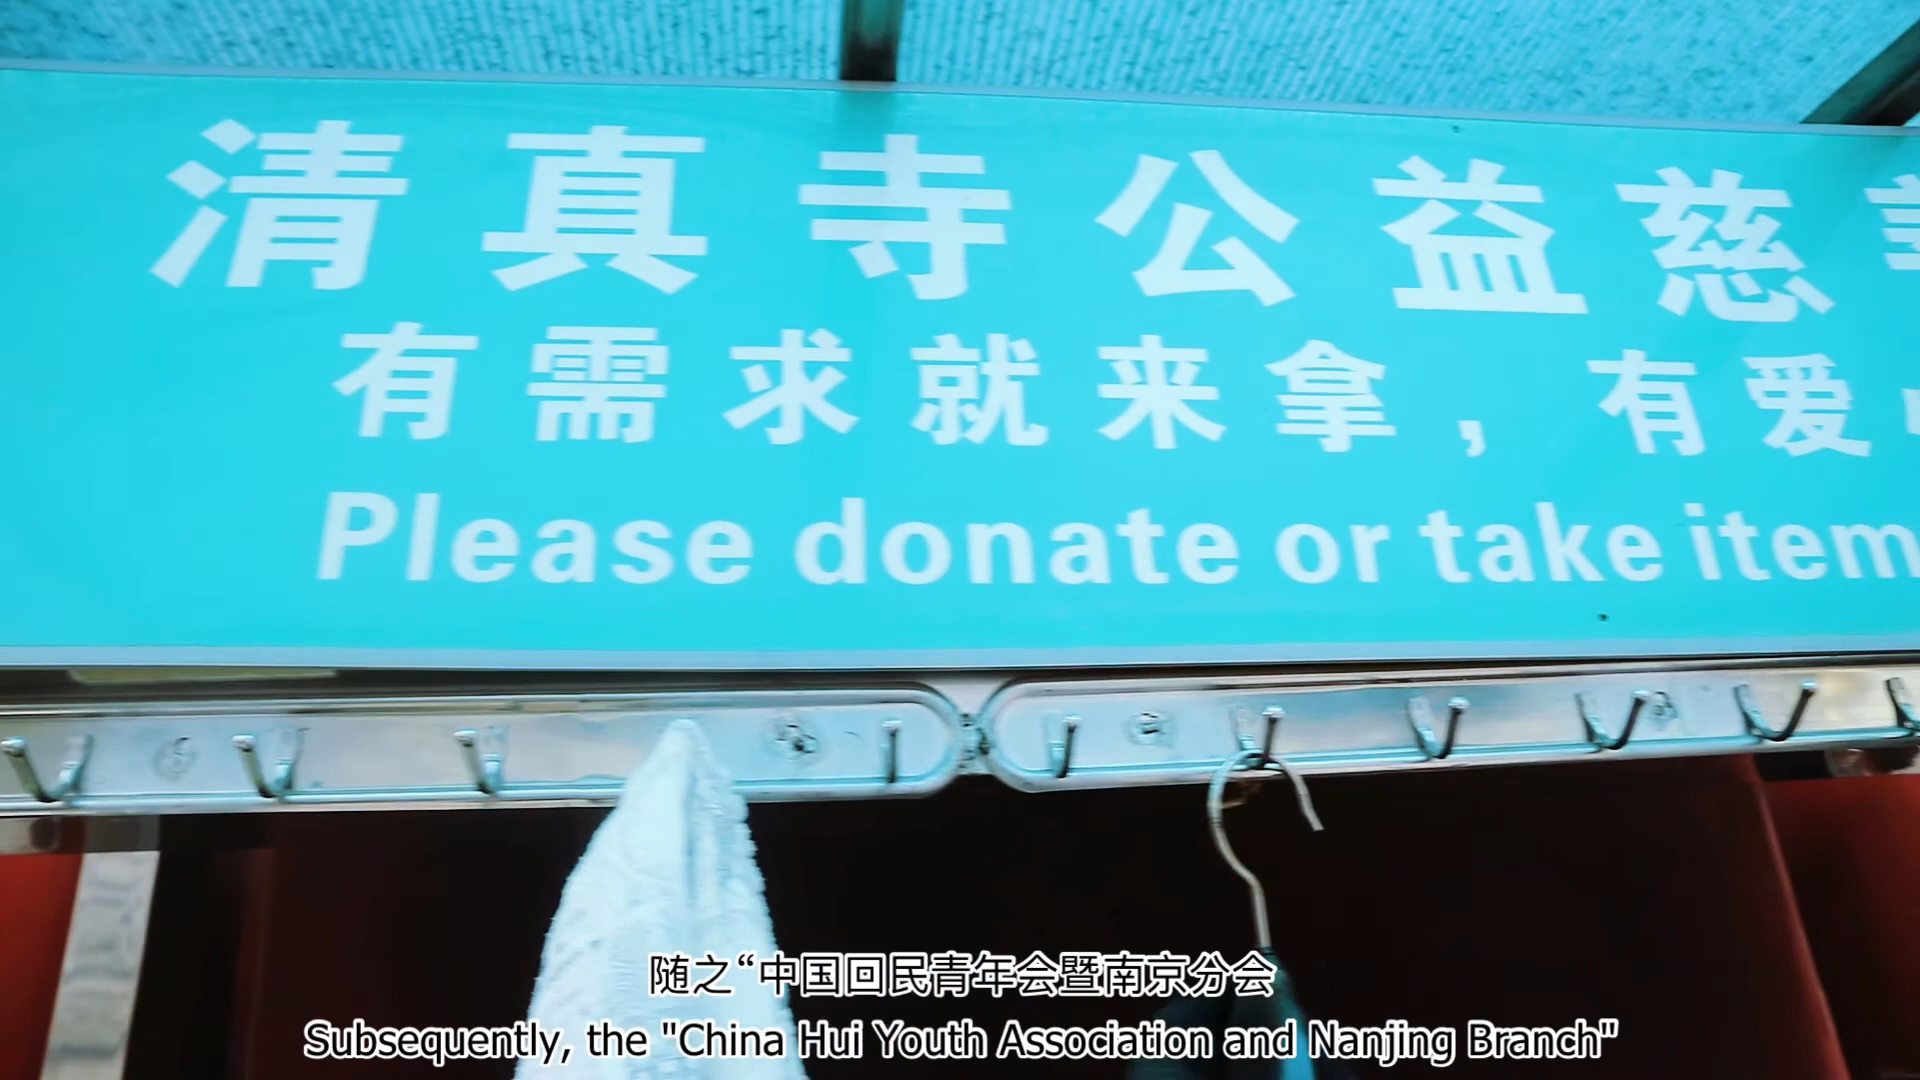 清真寺公益慈
有需求就来拿，有爱
Please donate or take item
随之“中国回民青年会暨南京分会
Subsequently, the "China Hui Youth Association and Nanjing Branch"